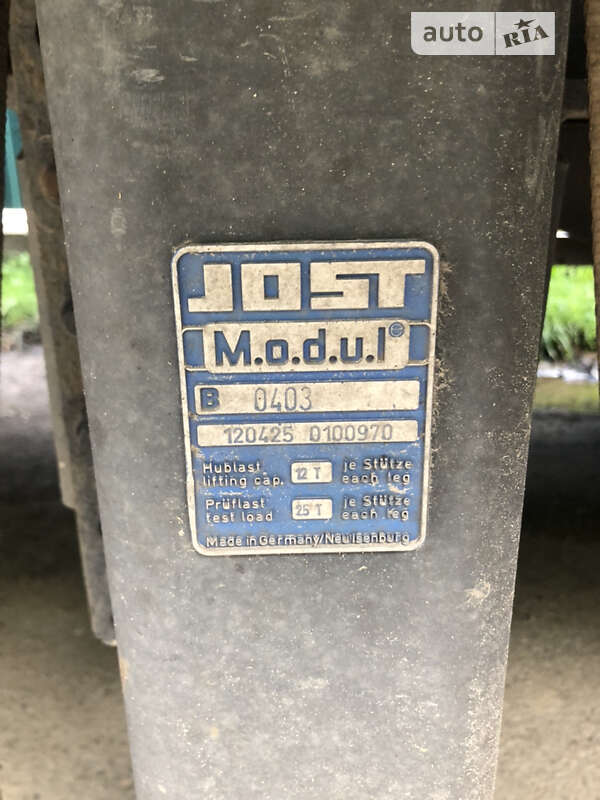 auto RIA
JOST
M.o.d.u.l
B 0403
120425 0100970
Hublast 12 T je Stütze
lifting cap. each leg
Prüflast 25 T je Stütze
test load each leg
Made in Germany/Neu Isenburg